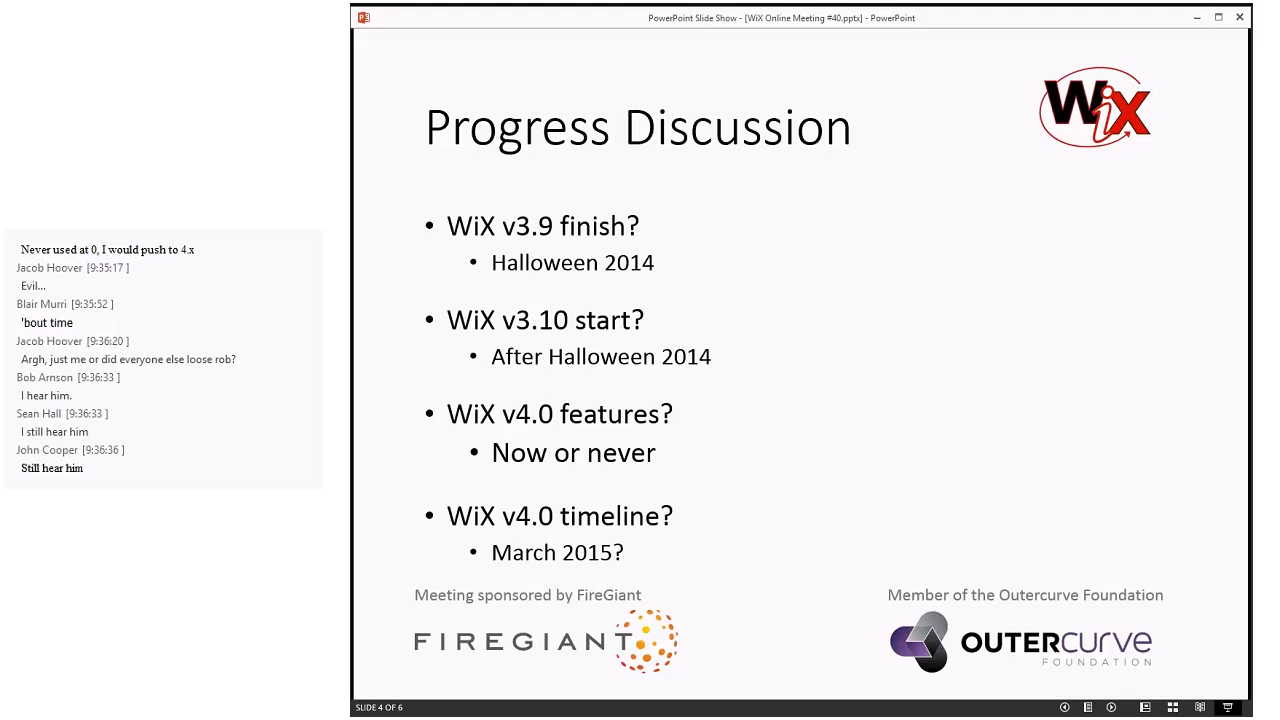 PowerPoint Slide Show - [WiX Online Meeting #40.pptx] - PowerPoint
WiX
Progress Discussion
• WiX v3.9 finish?
• Halloween 2014
• WiX v3.10 start?
• After Halloween 2014
• WiX v4.0 features?
• Now or never
• WiX v4.0 timeline?
• March 2015?
Meeting sponsored by FireGiant
FIREGIANT
Member of the Outercurve Foundation
OUTERCURVE
FOUNDATION
SLIDE 4 OF 6
Never used at 0, I would push to 4.x
Jacob Hoover [9:35:17 ]
Evil...
Blair Murri [9:35:52 ]
'bout time
Jacob Hoover [9:36:20 ]
Argh, just me or did everyone else loose rob?
Bob Arnson [9:36:33 ]
I hear him.
Sean Hall [9:36:33 ]
I still hear him
John Cooper [9:36:36 ]
Still hear him